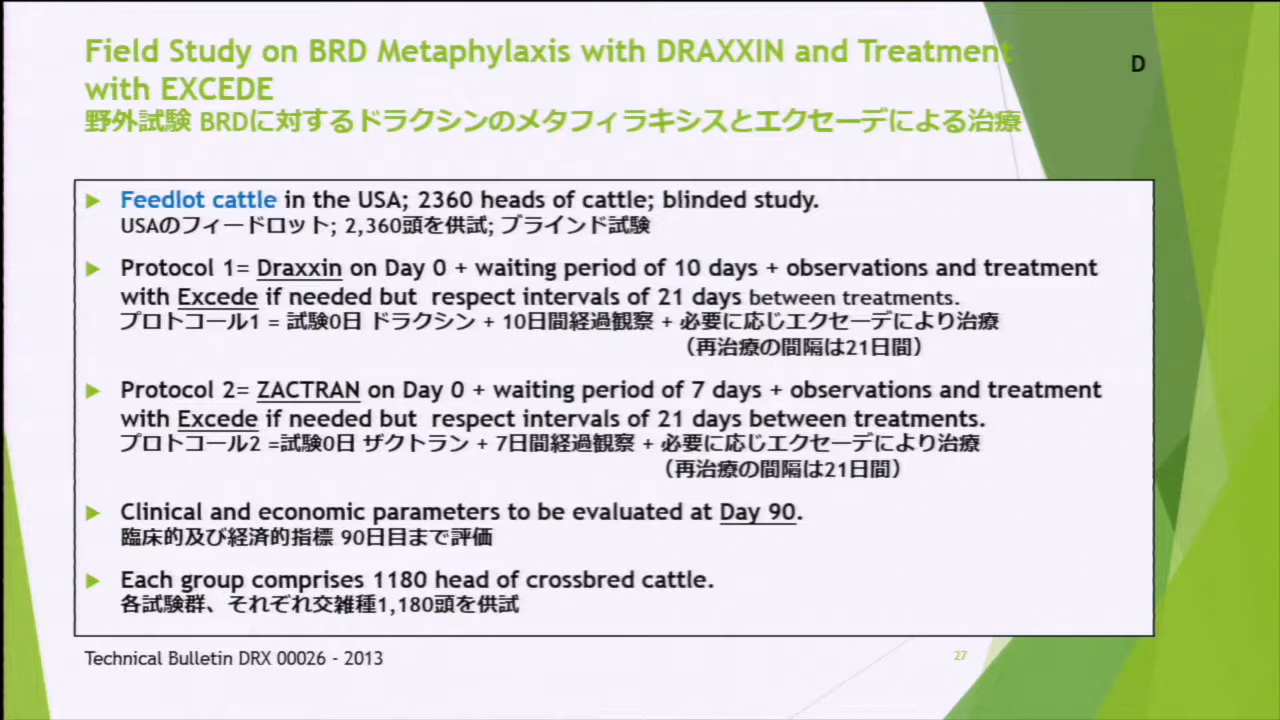 Field Study on BRD Metaphylaxis with DRAXXIN and Treatment
with EXCEDE
野外試験 BRDに対するドラクシンのメタフィラキシスとエクセーデによる治療
D
Feedlot cattle in the USA; 2360 heads of cattle; blinded study.
USAのフィードロット; 2,360頭を供試; ブラインド試験
Protocol 1= Draxxin on Day 0 + waiting period of 10 days + observations and treatment
with Excede if needed but respect intervals of 21 days between treatments.
プロトコール1 = 試験0日 ドラクシン + 10日間経過観察 + 必要に応じエクセーデにより治療
（再治療の間隔は21日間）
Protocol 2= ZACTRAN on Day 0 + waiting period of 7 days + observations and treatment
with Excede if needed but respect intervals of 21 days between treatments.
プロトコール2 =試験0日 ザクトラン + 7日間経過観察 + 必要に応じエクセーデにより治療
（再治療の間隔は21日間）
Clinical and economic parameters to be evaluated at Day 90.
臨床的及び経済的指標 90日目まで評価
Each group comprises 1180 head of crossbred cattle.
各試験群、それぞれ交雑種1,180頭を供試
Technical Bulletin DRX 00026 - 2013
27